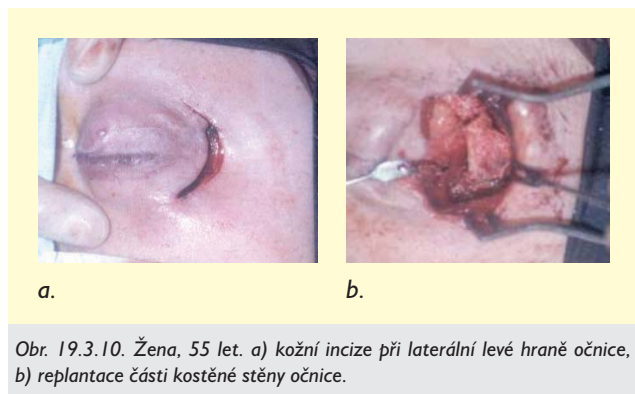 a.
b.
Obr. 19.3.10. Žena, 55 let. a) kožní incize při laterální levé hraně očnice,
b) replantace části kostěné stěny očnice.